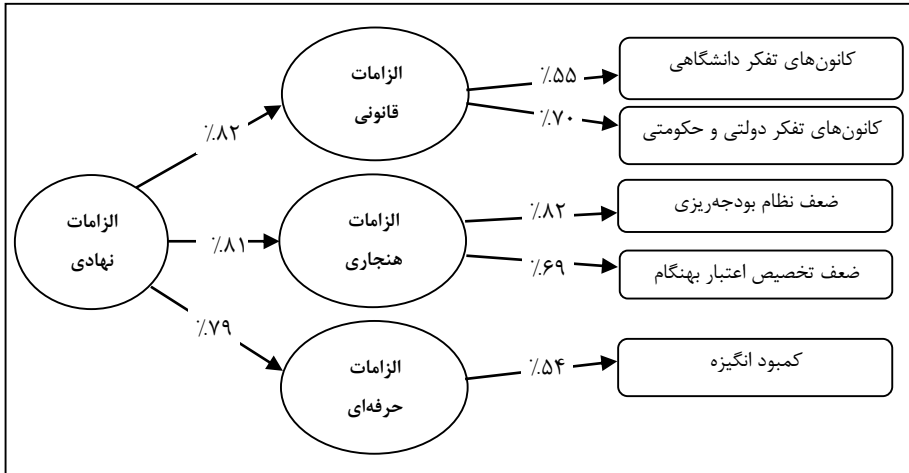 الزامات
نهادی
٪۸۲
٪۸۱
٪۷۹
الزامات
قانونی
٪۵۵
٪۷۰
کانون‌های تفکر دانشگاهی
کانون‌های تفکر دولتی و حکومتی
الزامات
هنجاری
٪۸۲
٪۶۹
ضعف نظام بودجه‌ریزی
ضعف تخصیص اعتبار بهنگام
الزامات
حرفه‌ای
٪۵۴
کمبود انگیزه